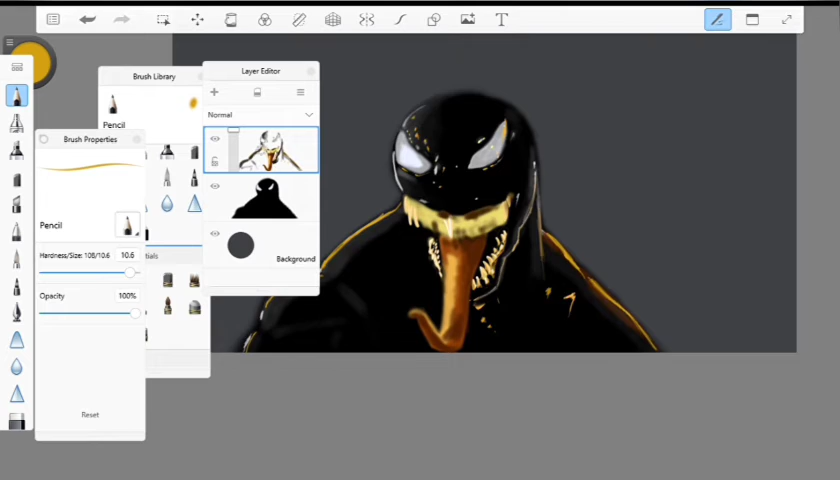 T
Brush Library
Pencil
Layer Editor
Normal
Background
Brush Properties
Pencil
Hardness/Size: 108/10.6 10.6
Opacity 100%
Reset